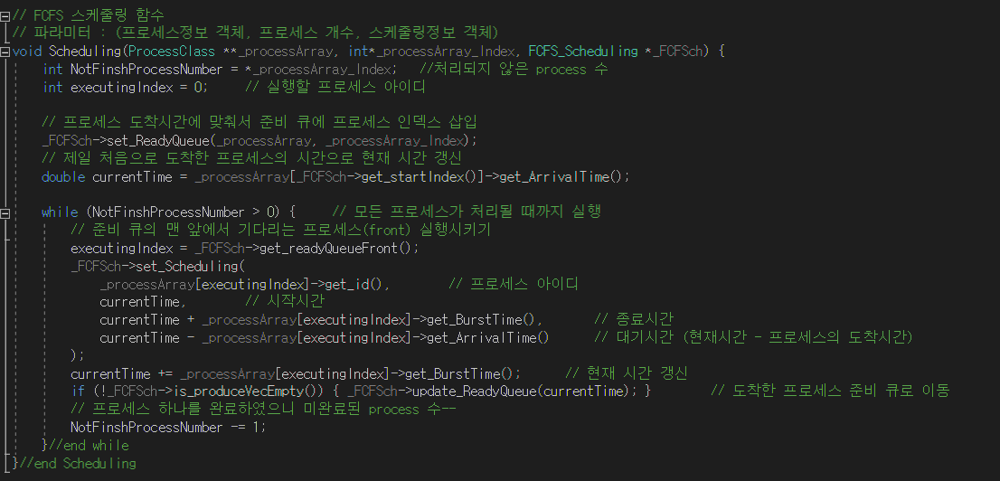 // FCFS 스케줄링 함수
// 파라미터 : (프로세스정보 객체, 프로세스 개수, 스케줄링정보 객체)
void Scheduling(ProcessClass **_processArray, int*_processArray_Index, FCFS_Scheduling *_FCFSch) {
int NotFinshProcessNumber = *_processArray_Index; //처리되지 않은 process 수
int executingIndex = 0; // 실행할 프로세스 아이디
// 프로세스 도착시간에 맞춰서 준비 큐에 프로세스 인덱스 삽입
_FCFSch->set_ReadyQueue(_processArray, _processArray_Index);
// 제일 처음으로 도착한 프로세스의 시간으로 현재 시간 갱신
double currentTime = _processArray[_FCFSch->get_startIndex()]->get_ArrivalTime();
while (NotFinshProcessNumber > 0) { // 모든 프로세스가 처리될 때까지 실행
// 준비 큐의 맨 앞에서 기다리는 프로세스(front) 실행시키기
executingIndex = _FCFSch->get_readyQueueFront();
_FCFSch->set_Scheduling(
_processArray[executingIndex]->get_id(), // 프로세스 아이디
currentTime, // 시작시간
currentTime + _processArray[executingIndex]->get_BurstTime(), // 종료시간
currentTime - _processArray[executingIndex]->get_ArrivalTime() // 대기시간 (현재시간 - 프로세스의 도착시간)
);
currentTime += _processArray[executingIndex]->get_BurstTime(); // 현재 시간 갱신
if (!_FCFSch->is_produceVecEmpty()) { _FCFSch->update_ReadyQueue(currentTime); } // 도착한 프로세스 준비 큐로 이동
// 프로세스 하나를 완료하였으니 미완료된 process 수--
NotFinshProcessNumber -= 1;
}//end while
}//end Scheduling